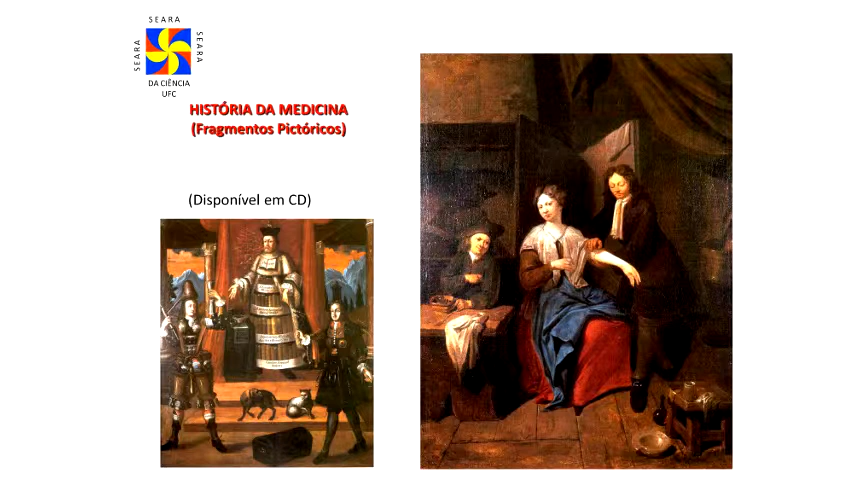 SEARA
SEARA
SEARA
DA CIÊNCIA
UFC
HISTÓRIA DA MEDICINA
(Fragmentos Pictóricos)
(Disponível em CD)